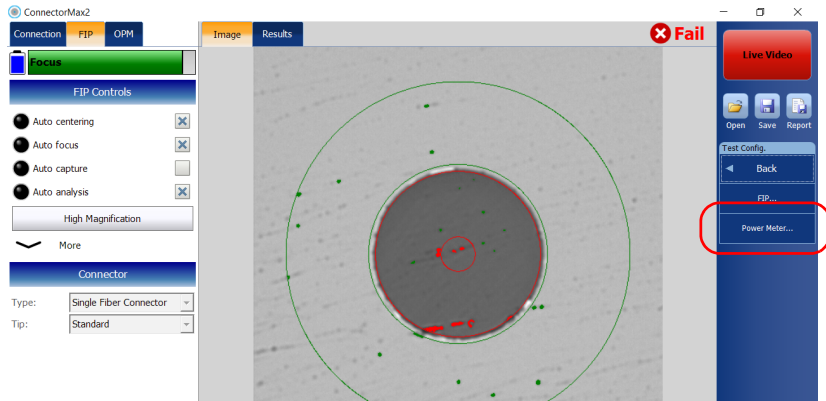 ConnectorMax2
Connection FIP OPM
Focus
FIP Controls
Auto centering
Auto focus
Auto capture
Auto analysis
High Magnification
More
Connector
Type: Single Fiber Connector
Tip: Standard
Image Results
Fail
Live Video
Open Save Report
Test Config.
Back
FIP...
Power Meter...